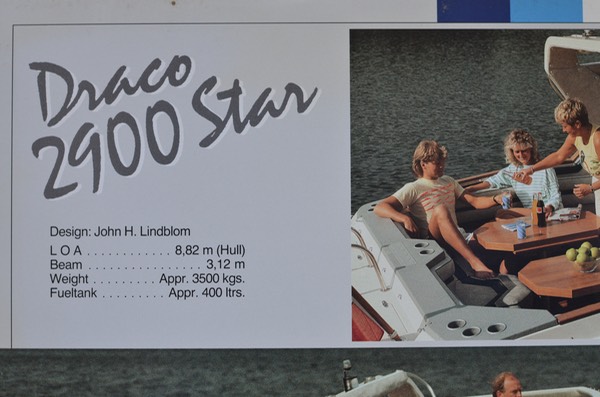 Draco
2900 Star
Design: John H. Lindblom
L O A . . . . . . . . . . . . 8,82 m (Hull)
Beam . . . . . . . . . . . . . . . . . 3,12 m
Weight . . . . . . . . . Appr. 3500 kgs.
Fueltank . . . . . . . . . Appr. 400 ltrs.